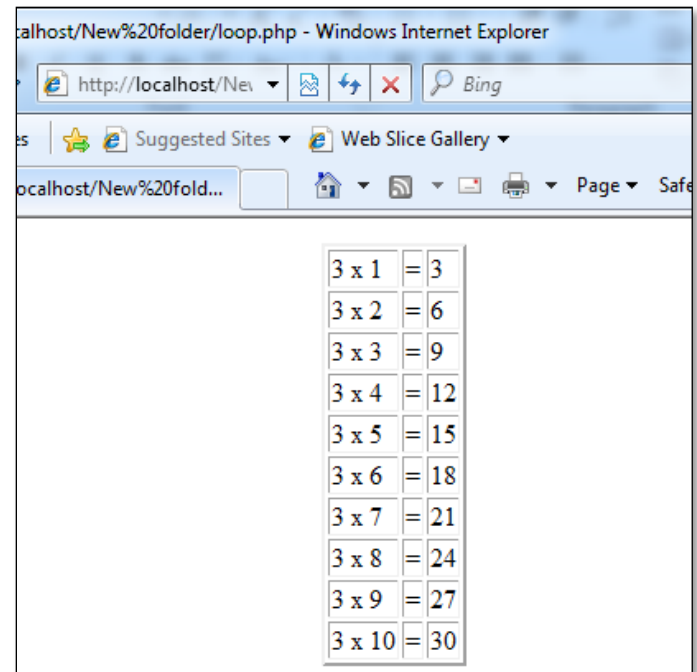 calhost/New%20folder/loop.php - Windows Internet Explorer
http://localhost/Nev Bing
es Suggested Sites Web Slice Gallery
ocalhost/New%20fold... Page Safe
3 x 1 = 3
3 x 2 = 6
3 x 3 = 9
3 x 4 = 12
3 x 5 = 15
3 x 6 = 18
3 x 7 = 21
3 x 8 = 24
3 x 9 = 27
3 x 10 = 30